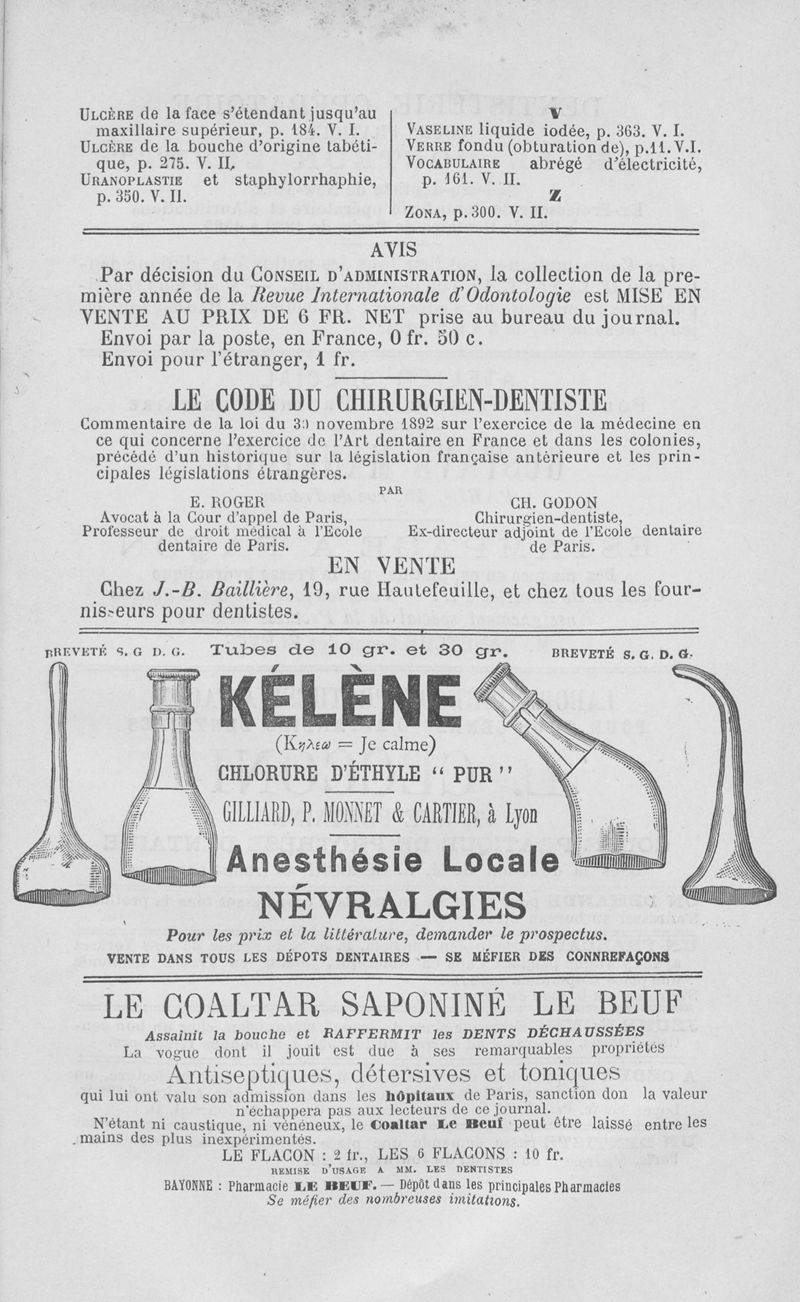 ULCÈRE de la face s'étendant jusqu'au
maxillaire supérieur, p. 184. V. I.
ULCÈRE de la bouche d'origine tabéti-
que, p. 275. V. II.
URANOPLASTIE et staphylorrhaphie,
p. 350. V. II.
V
VASELINE liquide iodée, p. 363. V. I.
VERRE fondu (obturation de), p.11. V.I.
VOCABULAIRE abrégé d'électricité,
p. 161. V. II.
Z
ZONA, p. 300. V. II.
AVIS
Par décision du CONSEIL D'ADMINISTRATION, la collection de la pre-
mière année de la Revue Internationale d'Odontologie est MISE EN
VENTE AU PRIX DE 6 FR. NET prise au bureau du journal.
Envoi par la poste, en France, 0 fr. 50 c.
Envoi pour l'étranger, 1 fr.
LE CODE DU CHIRURGIEN-DENTISTE
Commentaire de la loi du 30 novembre 1892 sur l'exercice de la médecine en
ce qui concerne l'exercice de l'Art dentaire en France et dans les colonies,
précédé d'un historique sur la législation française antérieure et les prin-
cipales législations étrangères.
PAR
E. ROGER
Avocat à la Cour d'appel de Paris,
Professeur de droit médical à l'Ecole
dentaire de Paris.
CH. GODON
Chirurgien-dentiste,
Ex-directeur adjoint de l'Ecole dentaire
de Paris.
EN VENTE
Chez J.-B. Baillière, 19, rue Hautefeuille, et chez tous les four-
nisseurs pour dentistes.
BREVETÉ S. G. D. G. Tubes de 10 gr. et 30 gr. BREVETÉ S. G. D. G.
KÉLÈNE
(Κηλεω = Je calme)
CHLORURE D'ÉTHYLE “ PUR ”
GILLIARD, P. MONNET & CARTIER, à Lyon
Anesthésie Locale
NÉVRALGIES
Pour les prix et la littérature, demander le prospectus.
VENTE DANS TOUS LES DÉPOTS DENTAIRES — SE MÉFIER DES CONNREFAÇONS
LE COALTAR SAPONINÉ LE BEUF
Assainit la bouche et RAFFERMIT les DENTS DÉCHAUSSÉES
La vogue dont il jouit est due à ses remarquables propriétés
Antiseptiques, détersives et toniques
qui lui ont valu son admission dans les hôpitaux de Paris, sanction don la valeur
n'échappera pas aux lecteurs de ce journal.
N'étant ni caustique, ni vénéneux, le Coaltar Le Beuf peut être laissé entre les
mains des plus inexpérimentés.
LE FLACON : 2 fr., LES 6 FLACONS : 10 fr.
REMISE D'USAGE A MM. LES DENTISTES
BAYONNE : Pharmacie LE BEUF. — Dépôt dans les principales Pharmacies
Se méfier des nombreuses imitations.